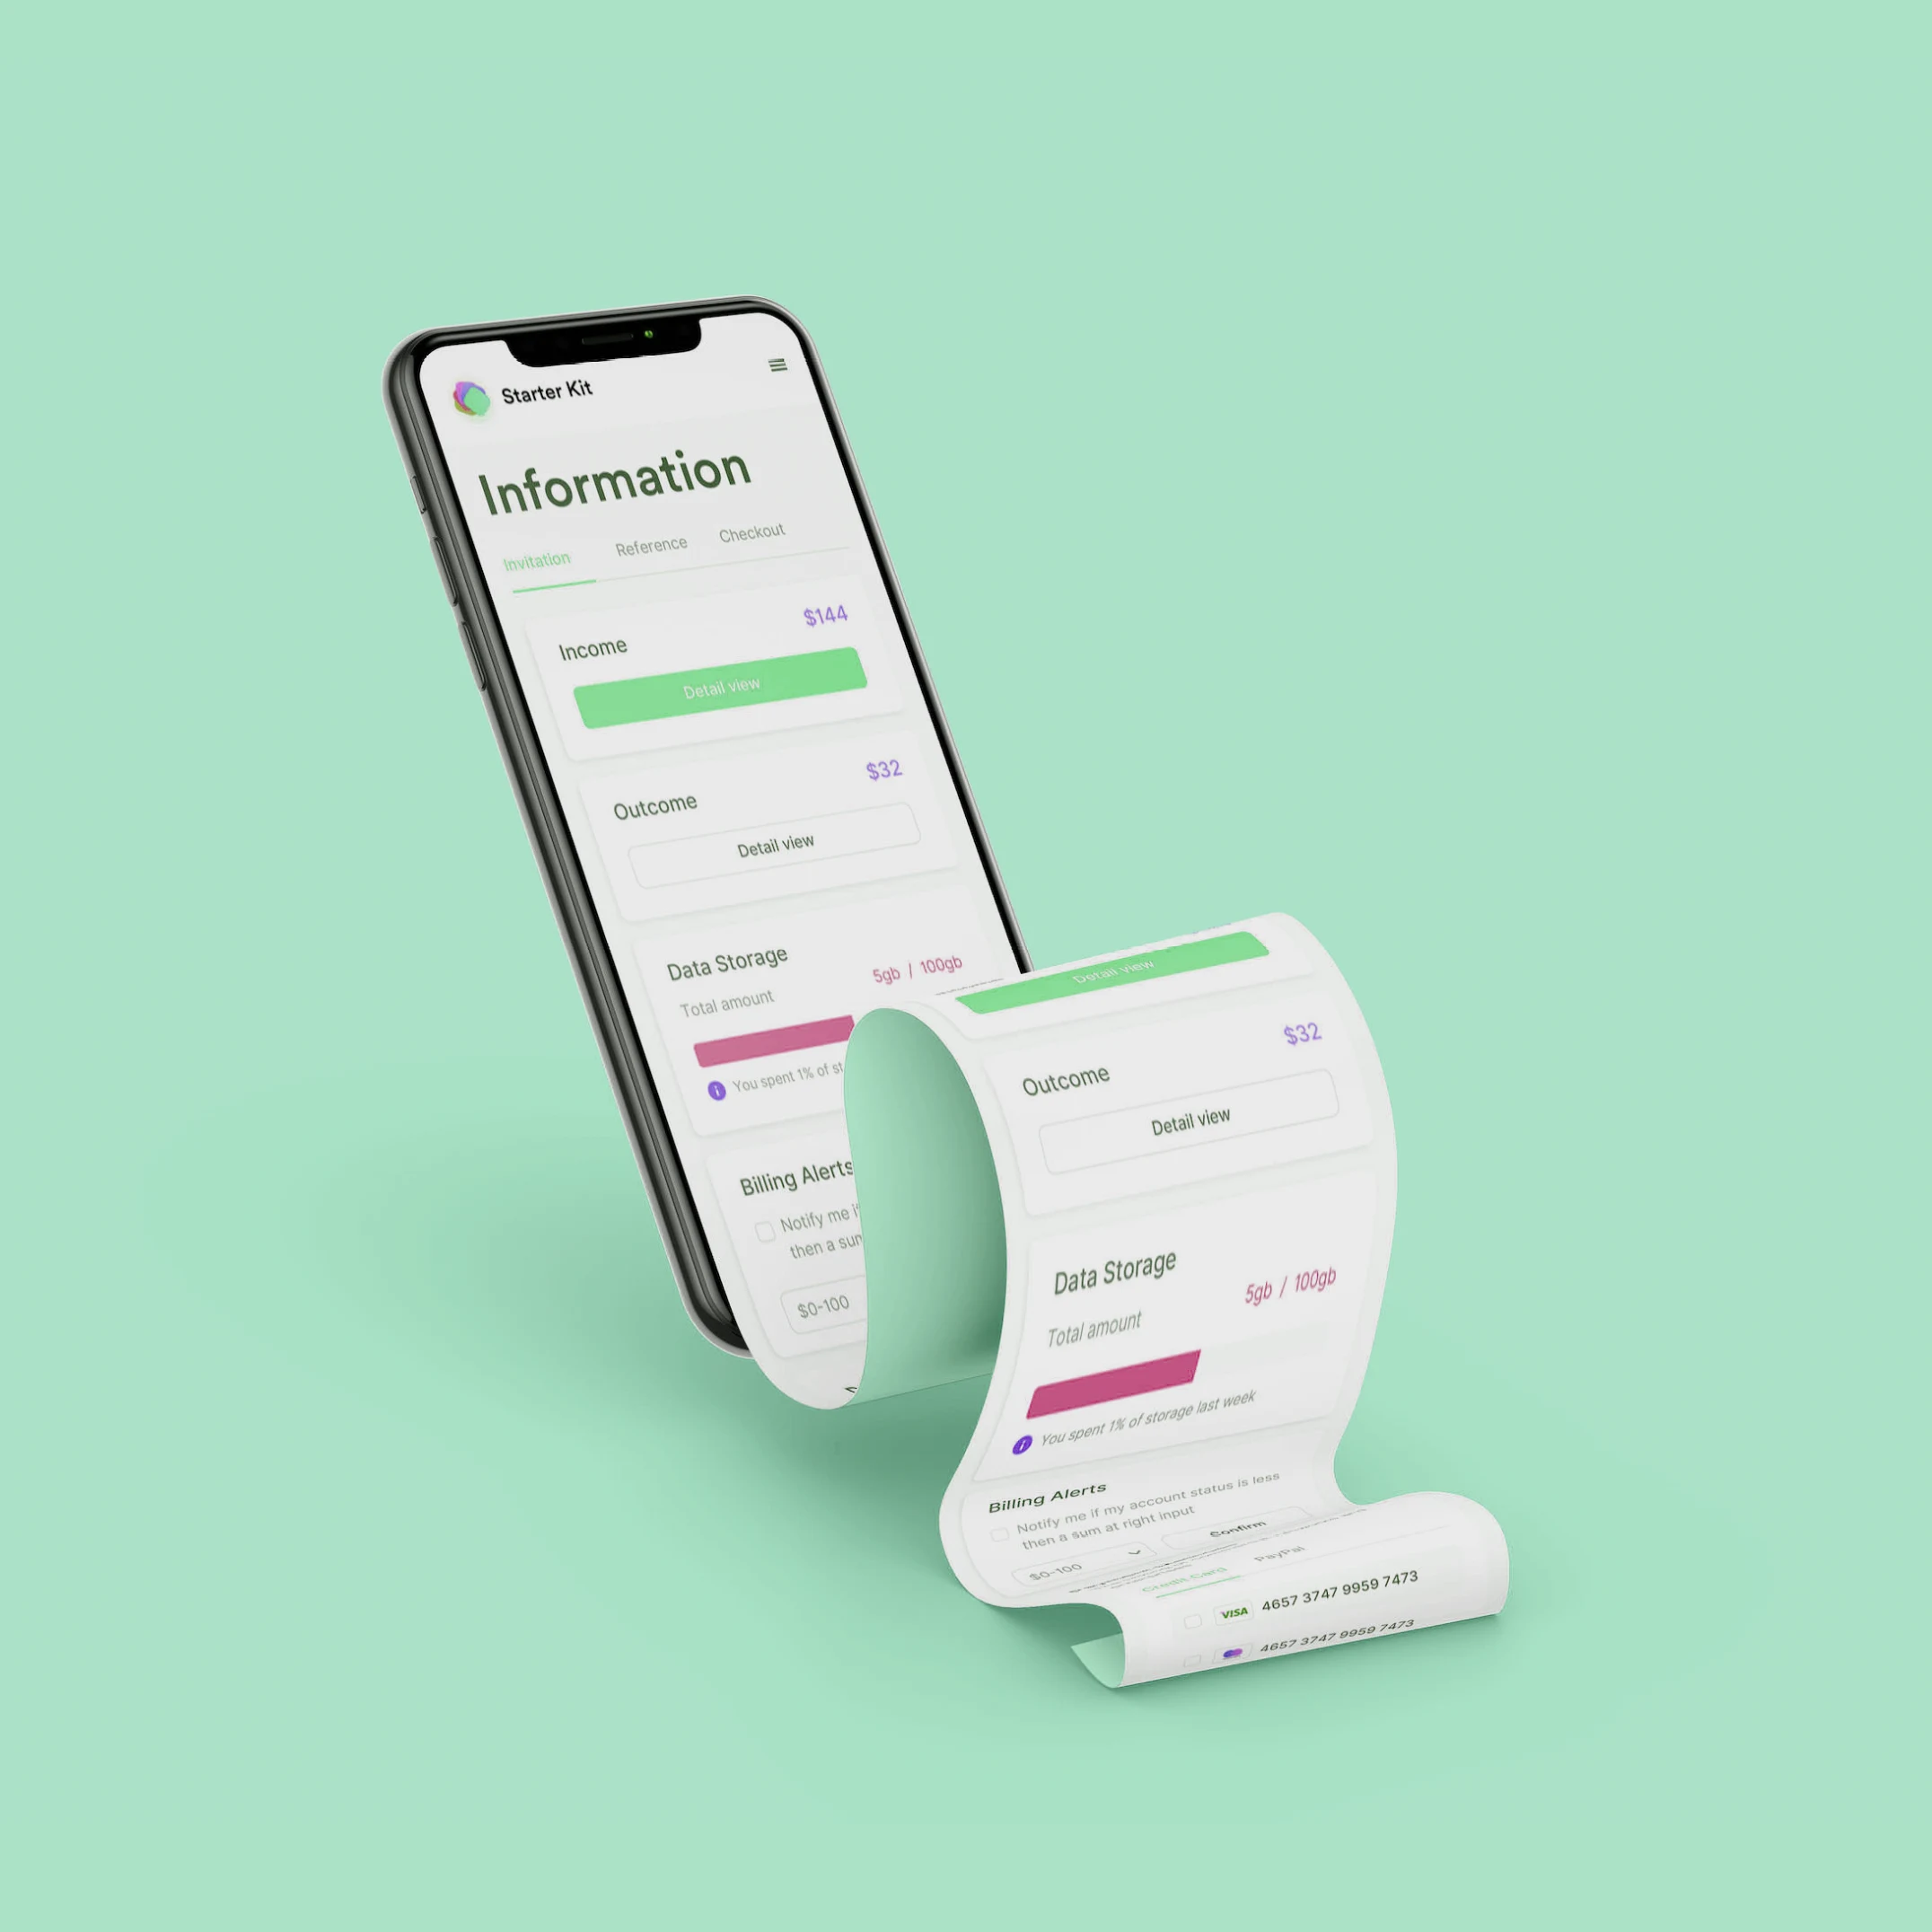 Starter Kit
Information
Invitation Reference Checkout
Income $144
Detail view
Outcome $32
Detail view
Data Storage
Total amount 5gb / 100gb
i You spent 1% of st
Billing Alerts
Notify me if
then a sum
$0-100
Detail view
Outcome $32
Detail view
Data Storage
Total amount 5gb / 100gb
i You spent 1% of storage last week
Billing Alerts
Notify me if my account status is less
then a sum at right input
$0-100 Confirm
Credit Card PayPal
VISA 4657 3747 9959 7473
4657 3747 9959 7473